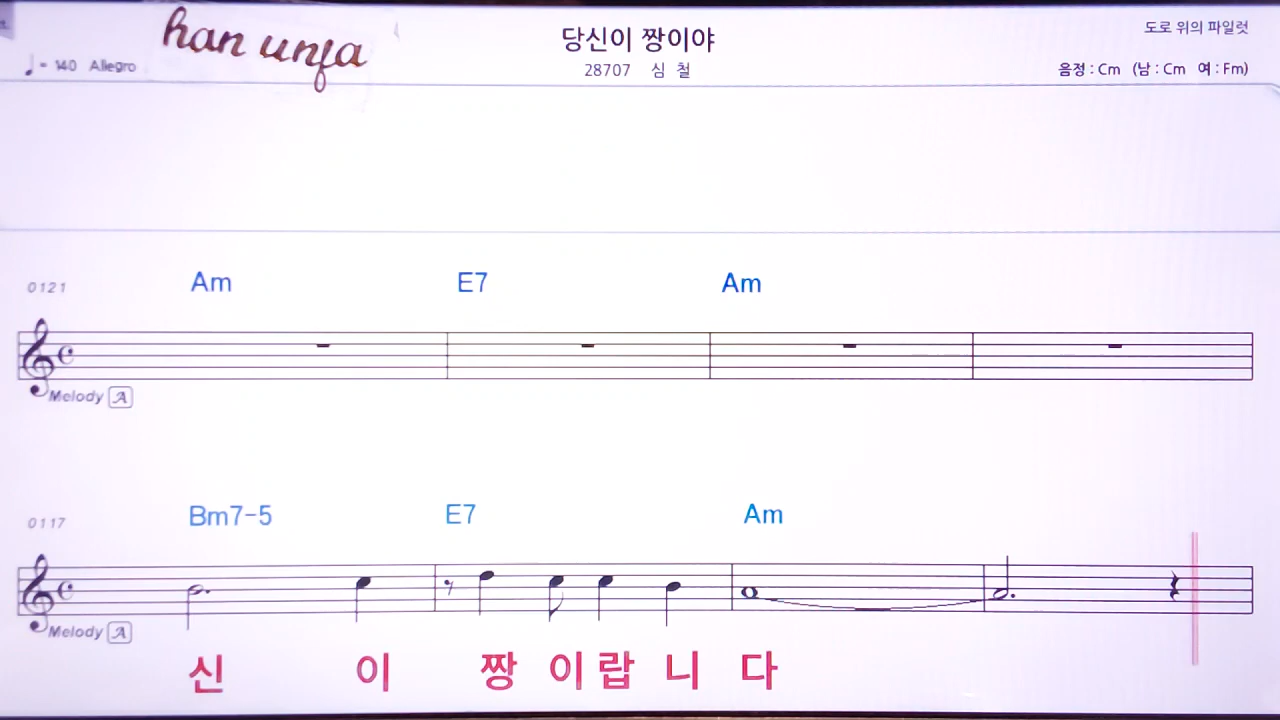 han unfa
당신이 짱이야
도로 위의 파일럿
= 140 Allegro
28707 심 철
음정 : Cm (남 : Cm 여 : Fm)
0121 Am E7 Am
Melody A
0117 Bm7-5 E7 Am
Melody A
신 이 짱 이 랍 니 다